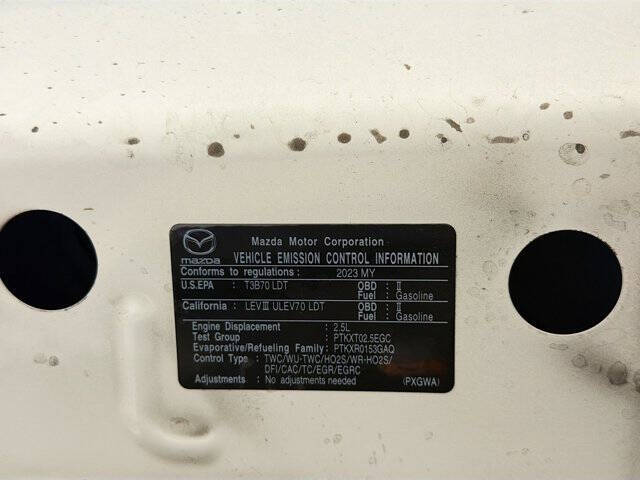 mazda
Mazda Motor Corporation
VEHICLE EMISSION CONTROL INFORMATION
Conforms to regulations : 2023 MY
U.S.EPA : T3B70 LDT OBD : II
Fuel : Gasoline
California : LEVIII ULEV70 LDT OBD : II
Fuel : Gasoline
Engine Displacement : 2.5L
Test Group : PTKXT02.5EGC
Evaporative/Refueling Family: PTKXR0153GAQ
Control Type : TWC/WU-TWC/HO2S/WR-HO2S/
DFI/CAC/TC/EGR/EGRC
Adjustments : No adjustments needed (PXGWA)